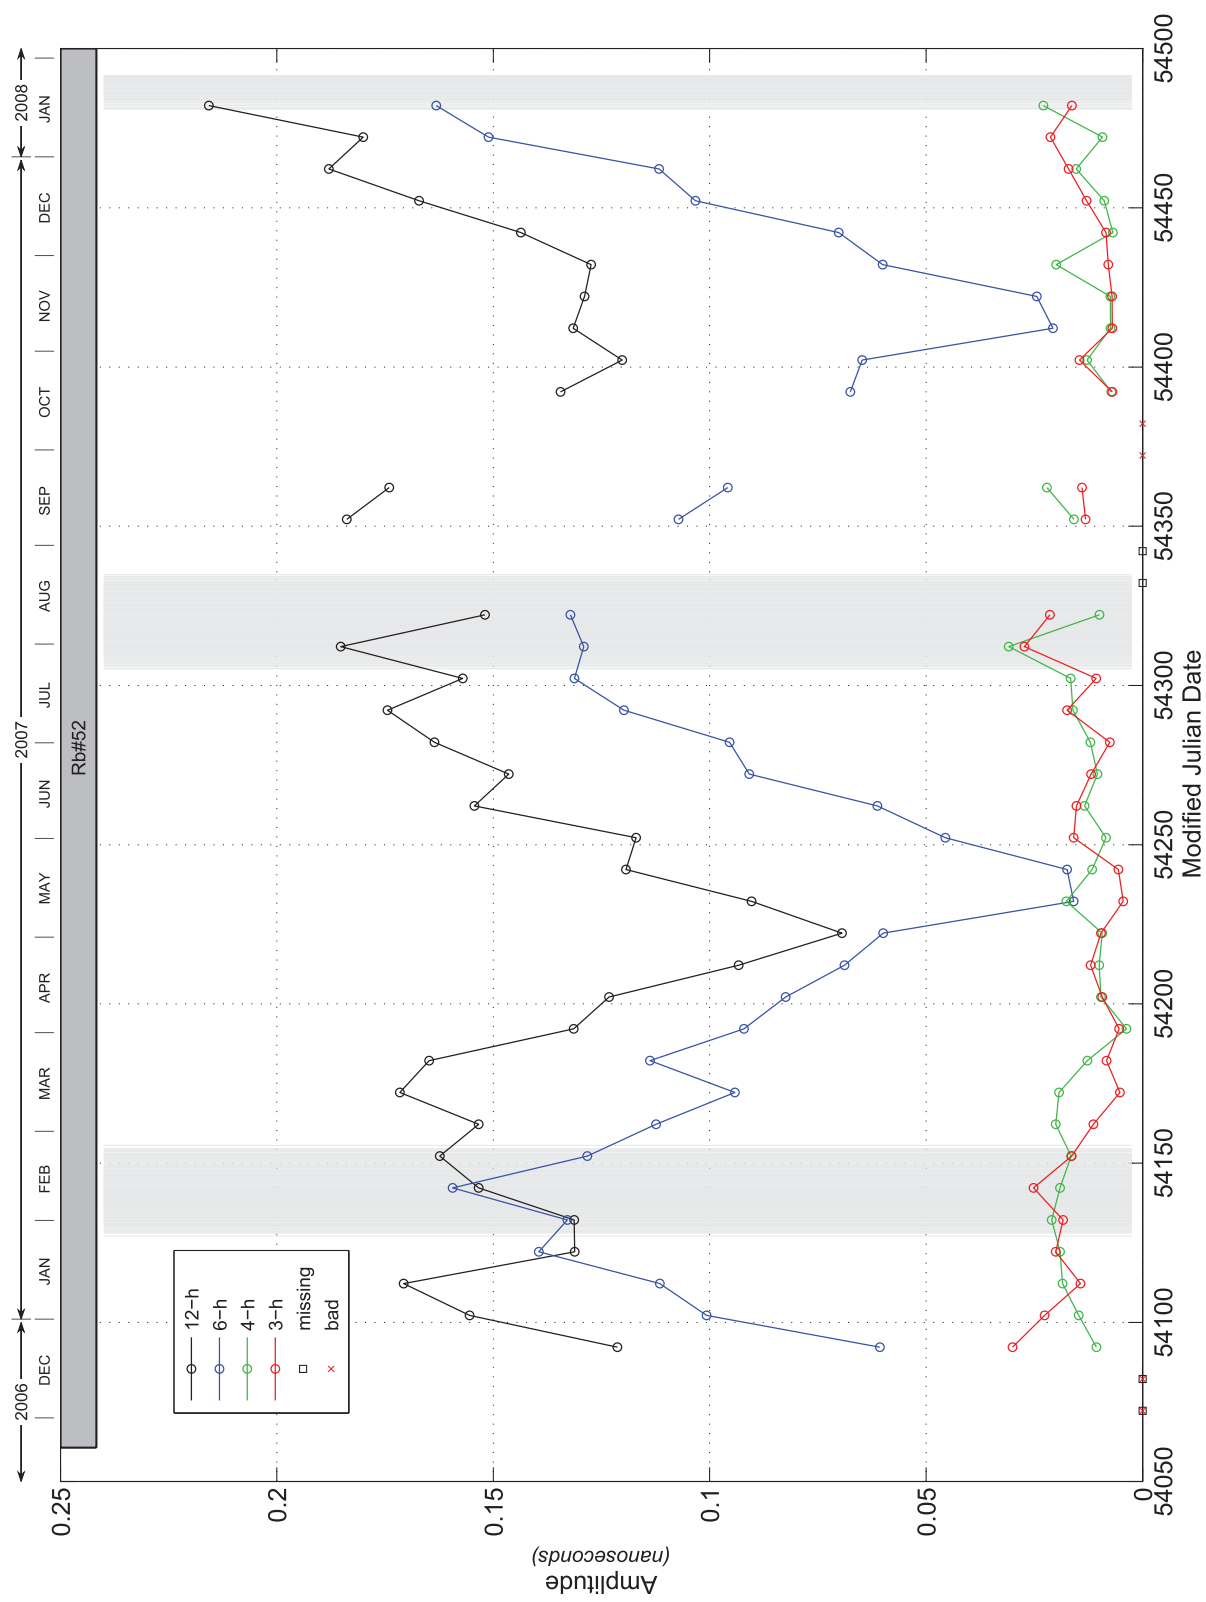 2006
2007
2008
DEC
JAN
FEB
MAR
APR
MAY
JUN
JUL
AUG
SEP
OCT
NOV
DEC
JAN
Rb#52
0.25
0.2
0.15
0.1
0.05
0
Amplitude
(nanoseconds)
12−h
6−h
4−h
3−h
missing
bad
54050
54100
54150
54200
54250
54300
54350
54400
54450
54500
Modified Julian Date